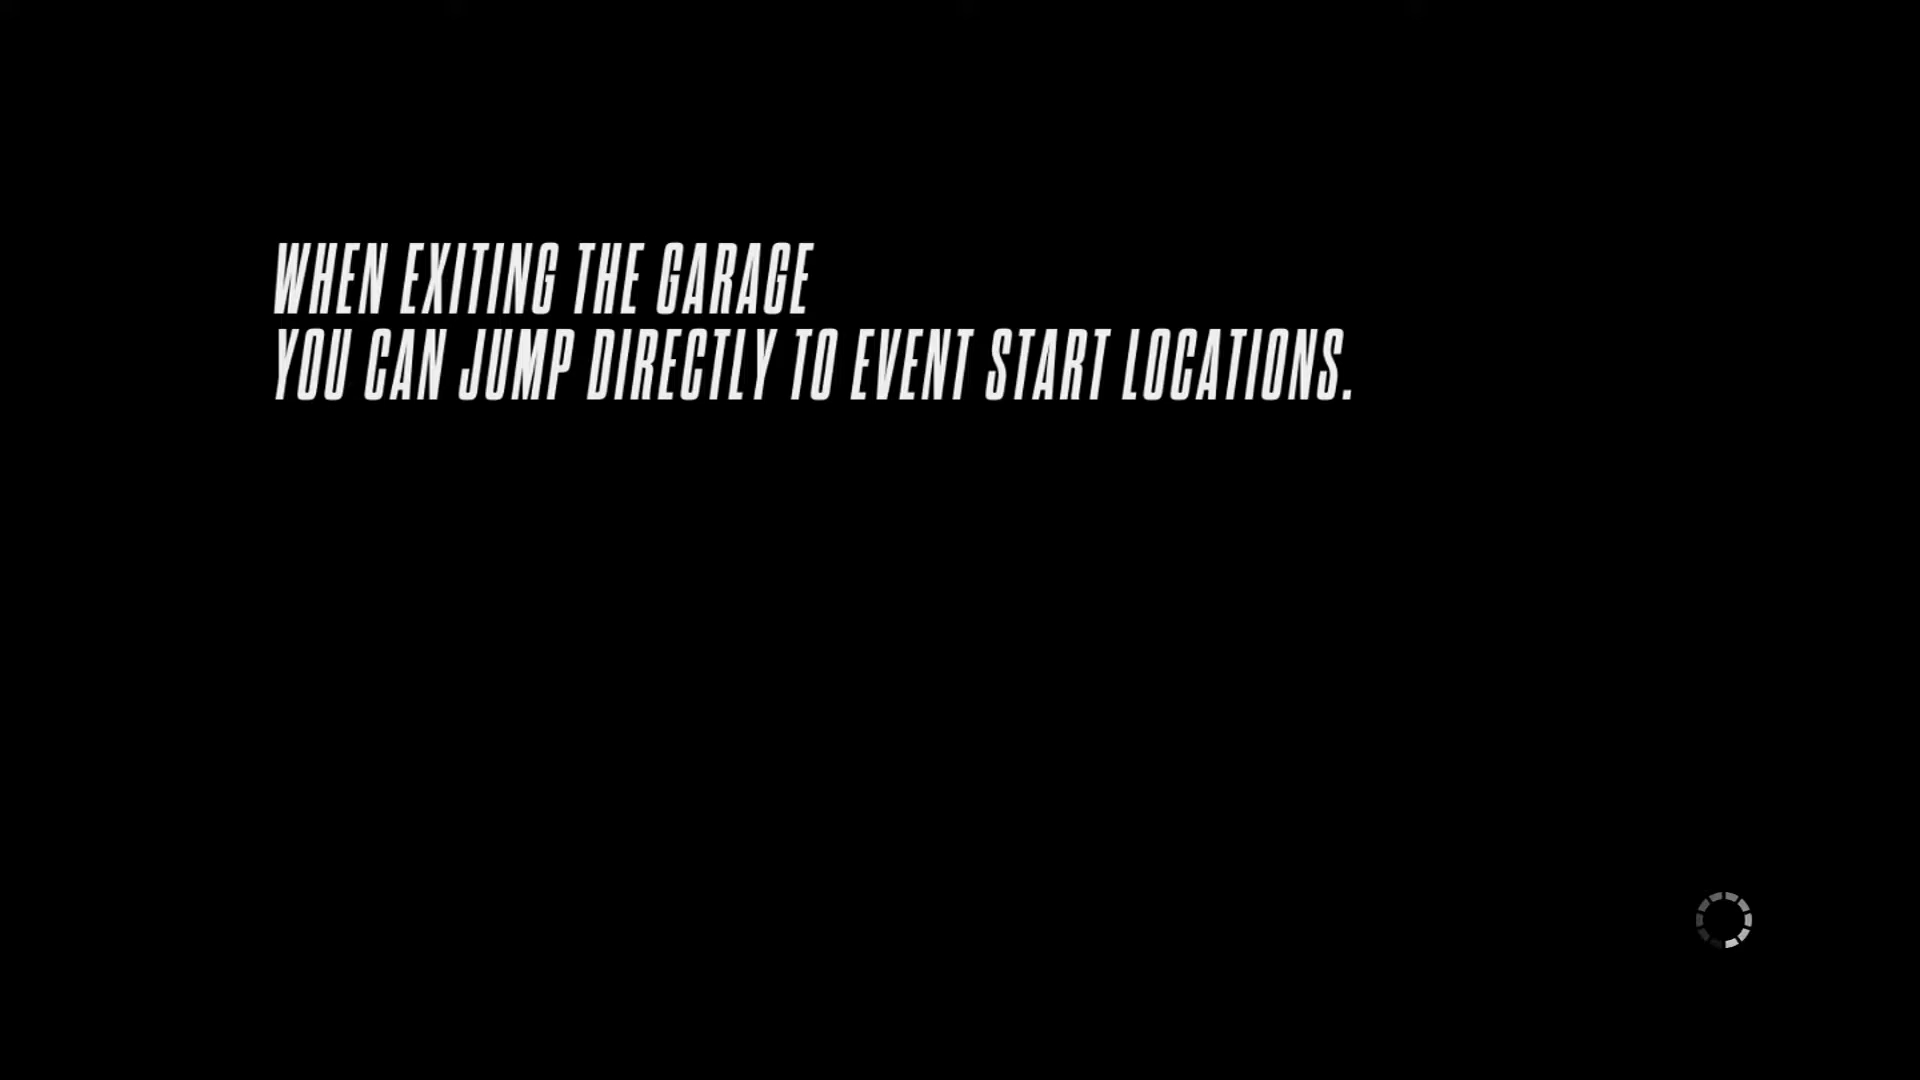 WHEN EXITING THE GARAGE
YOU CAN JUMP DIRECTLY TO EVENT START LOCATIONS.